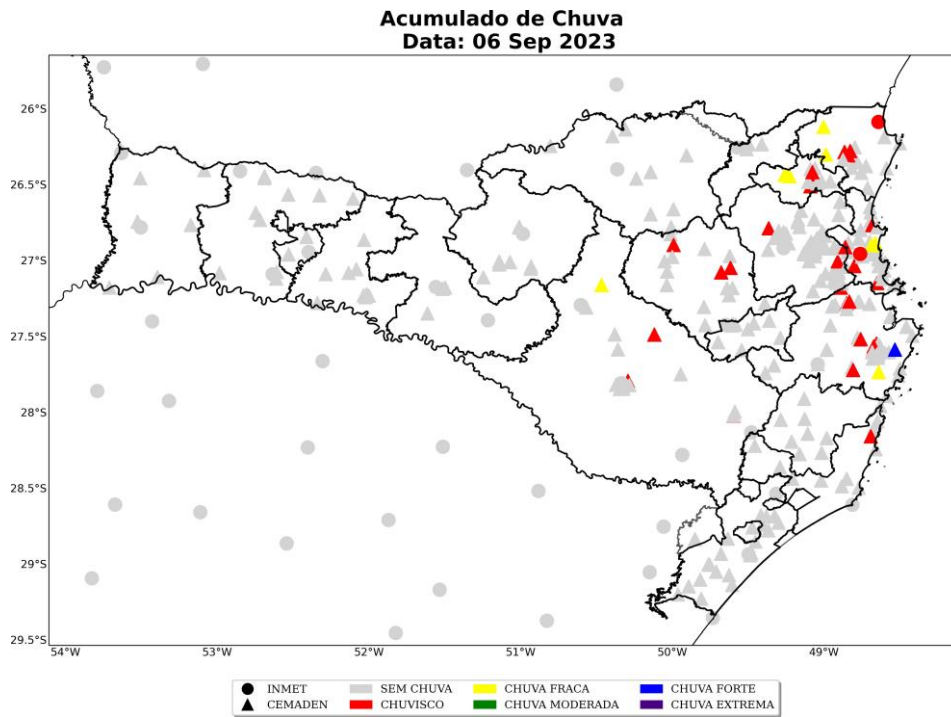 Acumulado de Chuva
Data: 06 Sep 2023
26°S
26.5°S
27°S
27.5°S
28°S
28.5°S
29°S
29.5°S
54°W 53°W 52°W 51°W 50°W 49°W
INMET SEM CHUVA CHUVA FRACA CHUVA FORTE
CEMADEN CHUVISCO CHUVA MODERADA CHUVA EXTREMA